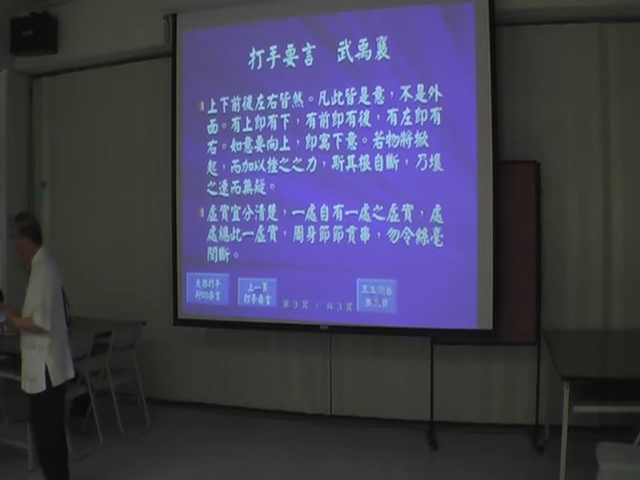 打手要言　武禹襄
上下前後左右皆然。凡此皆是意，不是外
面。有上即有下，有前即有後，有左即有
右。如意要向上，即寓下意。若物將掀
起，而加以挫之之力，斯其根自斷，乃壞
之速而無疑。
虛實宜分清楚，一處自有一處之虛實，處
處總此一虛實，周身節節貫串，勿令絲毫
間斷。
上一頁
打手要言
第 3 頁 / 共 3 頁
第三頁